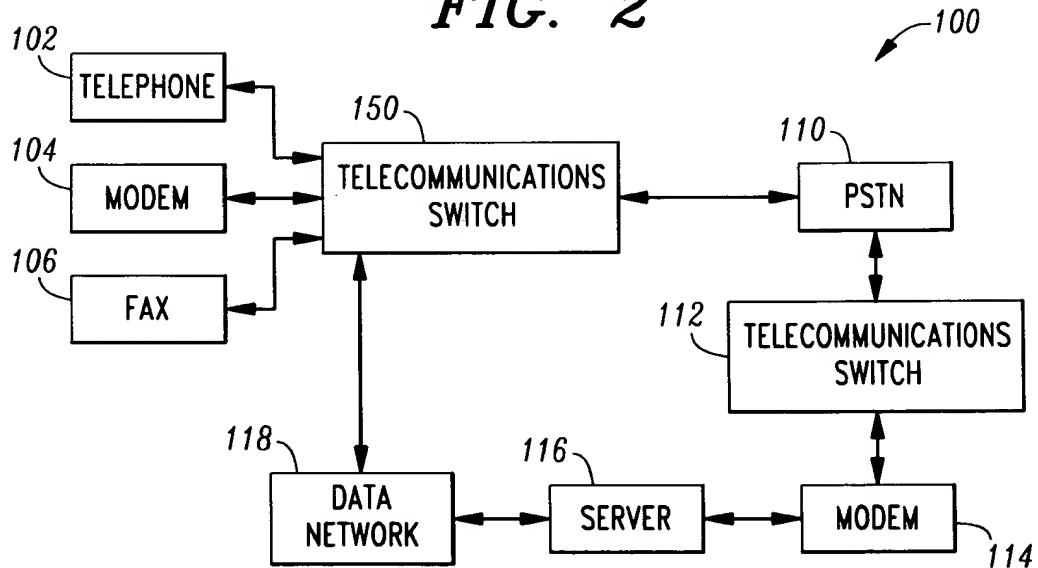 FIG. 2
100
102
TELEPHONE
150
104
MODEM
TELECOMMUNICATIONS
SWITCH
110
PSTN
106
FAX
112
TELECOMMUNICATIONS
SWITCH
118
DATA
NETWORK
116
SERVER
MODEM
114